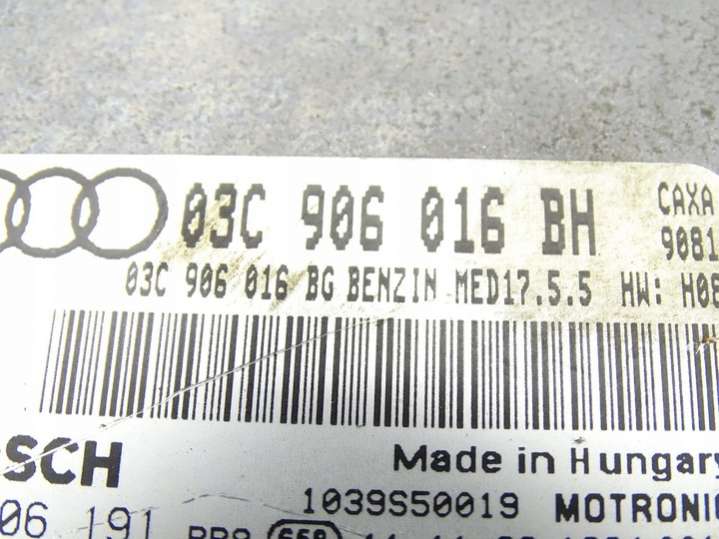 03C 906 016 BH CAXA
9081
03C 906 016 BG BENZIN MED17.5.5 HW: H06
SCH Made in Hungary
06 191 1039S50019 MOTRONIC